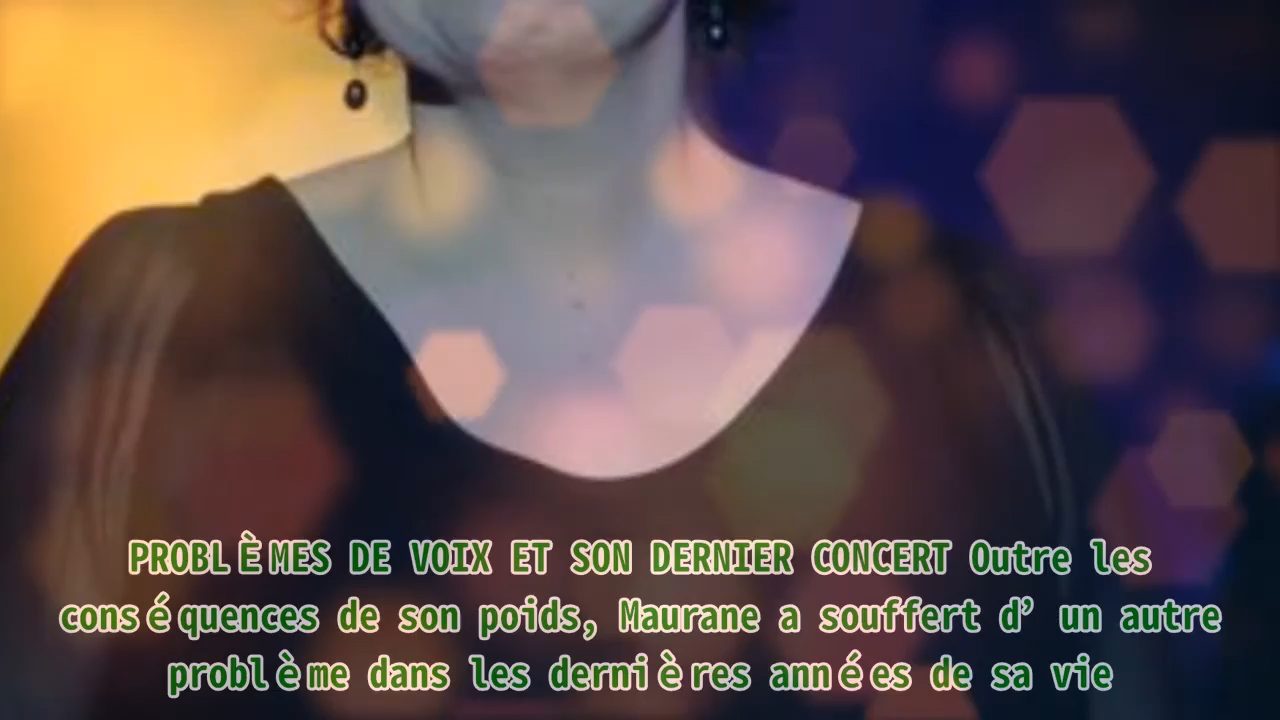 PROBLÈMES DE VOIX ET SON DERNIER CONCERT Outre les
conséquences de son poids, Maurane a souffert d’ un autre
problème dans les dernières années de sa vie